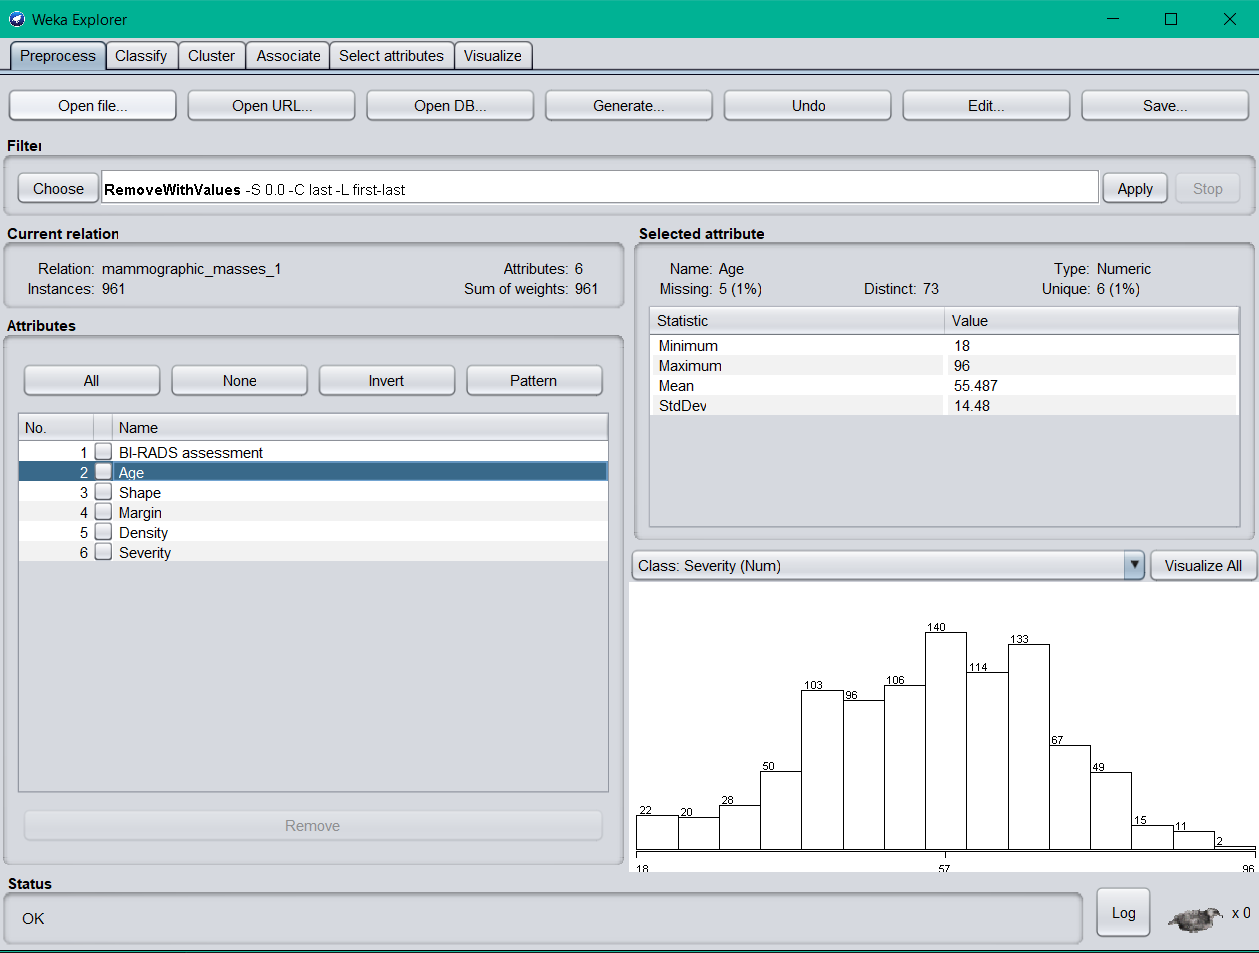 Weka Explorer
Preprocess Classify Cluster Associate Select attributes Visualize
Open file... Open URL... Open DB... Generate... Undo Edit... Save...
Filter
Choose RemoveWithValues -S 0.0 -C last -L first-last Apply Stop
Current relation
Relation: mammographic_masses_1 Attributes: 6
Instances: 961 Sum of weights: 961
Attributes
All None Invert Pattern
No. Name
1 BI-RADS assessment
2 Age
3 Shape
4 Margin
5 Density
6 Severity
Remove
Selected attribute
Name: Age Type: Numeric
Missing: 5 (1%) Distinct: 73 Unique: 6 (1%)
Statistic Value
Minimum 18
Maximum 96
Mean 55.487
StdDev 14.48
Class: Severity (Num) Visualize All
22 20 28 50 103 96 106 140 114 133 67 49 15 11 2
18 57 96
Status
OK
Log x 0